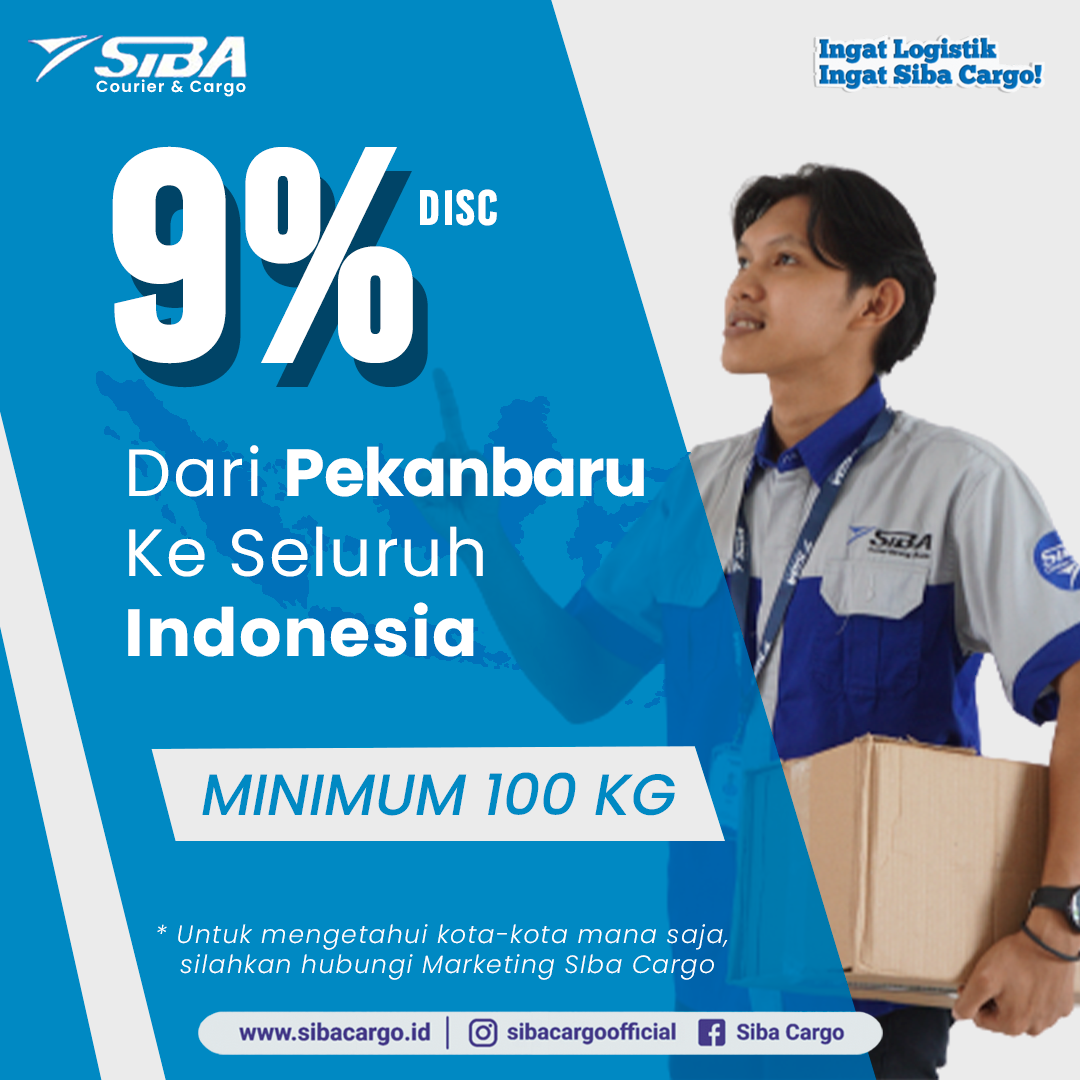 SIBA
Courier & Cargo
Ingat Logistik
Ingat Siba Cargo!
9% DISC
Dari Pekanbaru
Ke Seluruh
Indonesia
MINIMUM 100 KG
* Untuk mengetahui kota-kota mana saja,
silahkan hubungi Marketing SIba Cargo
www.sibacargo.id | sibacargoofficial Siba Cargo
SIBA